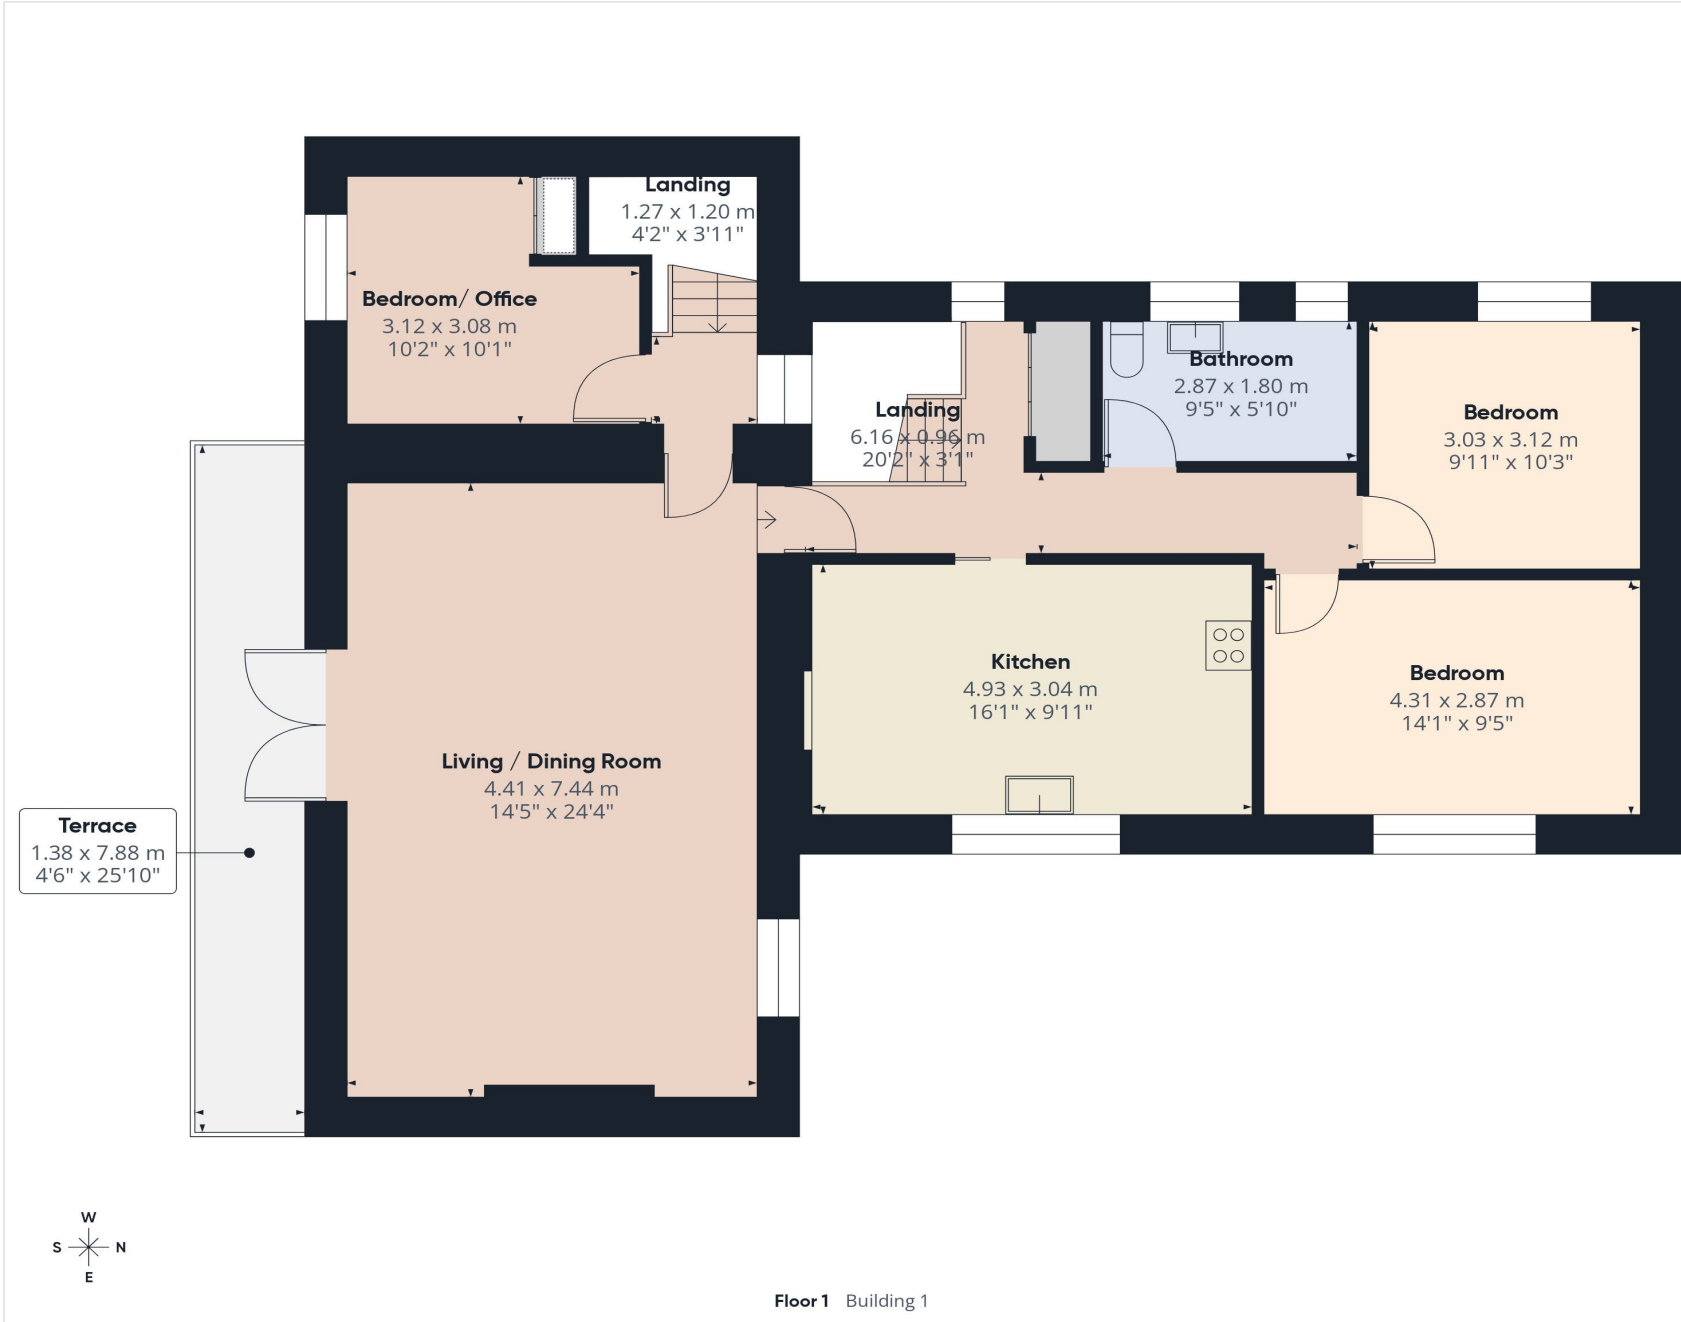 Landing
1.27 x 1.20 m
4'2" x 3'11"
Bedroom/ Office
3.12 x 3.08 m
10'2" x 10'1"
Landing
6.16 x 0.96 m
20'2" x 3'1"
Bathroom
2.87 x 1.80 m
9'5" x 5'10"
Bedroom
3.03 x 3.12 m
9'11" x 10'3"
Kitchen
4.93 x 3.04 m
16'1" x 9'11"
Bedroom
4.31 x 2.87 m
14'1" x 9'5"
Living / Dining Room
4.41 x 7.44 m
14'5" x 24'4"
Terrace
1.38 x 7.88 m
4'6" x 25'10"
W
S N
E
Floor 1 Building 1